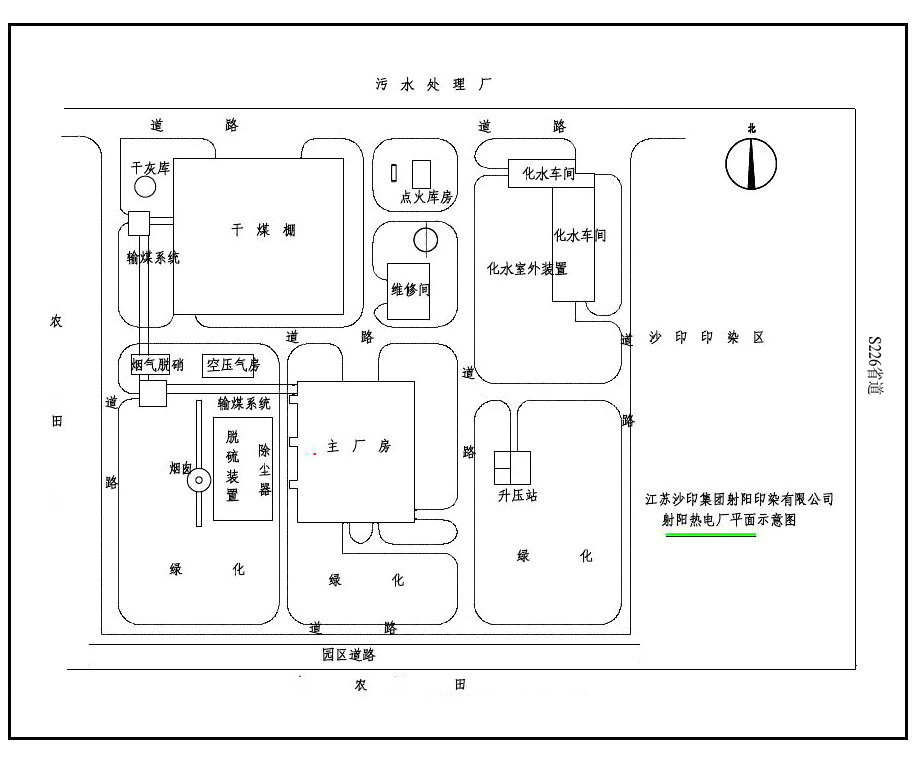 污水处理厂
道路
道路
北
干灰库
化水车间
点火库房
干煤棚
化水车间
输煤系统
化水室外装置
维修间
农田
道路
道路
沙印印染区
S226省道
烟气脱硝
空压气房
道路
道路
输煤系统
脱硫装置
除尘器
主厂房
烟囱
升压站
江苏沙印集团射阳印染有限公司
射阳热电厂平面示意图
绿化
绿化
绿化
道路
园区道路
农田